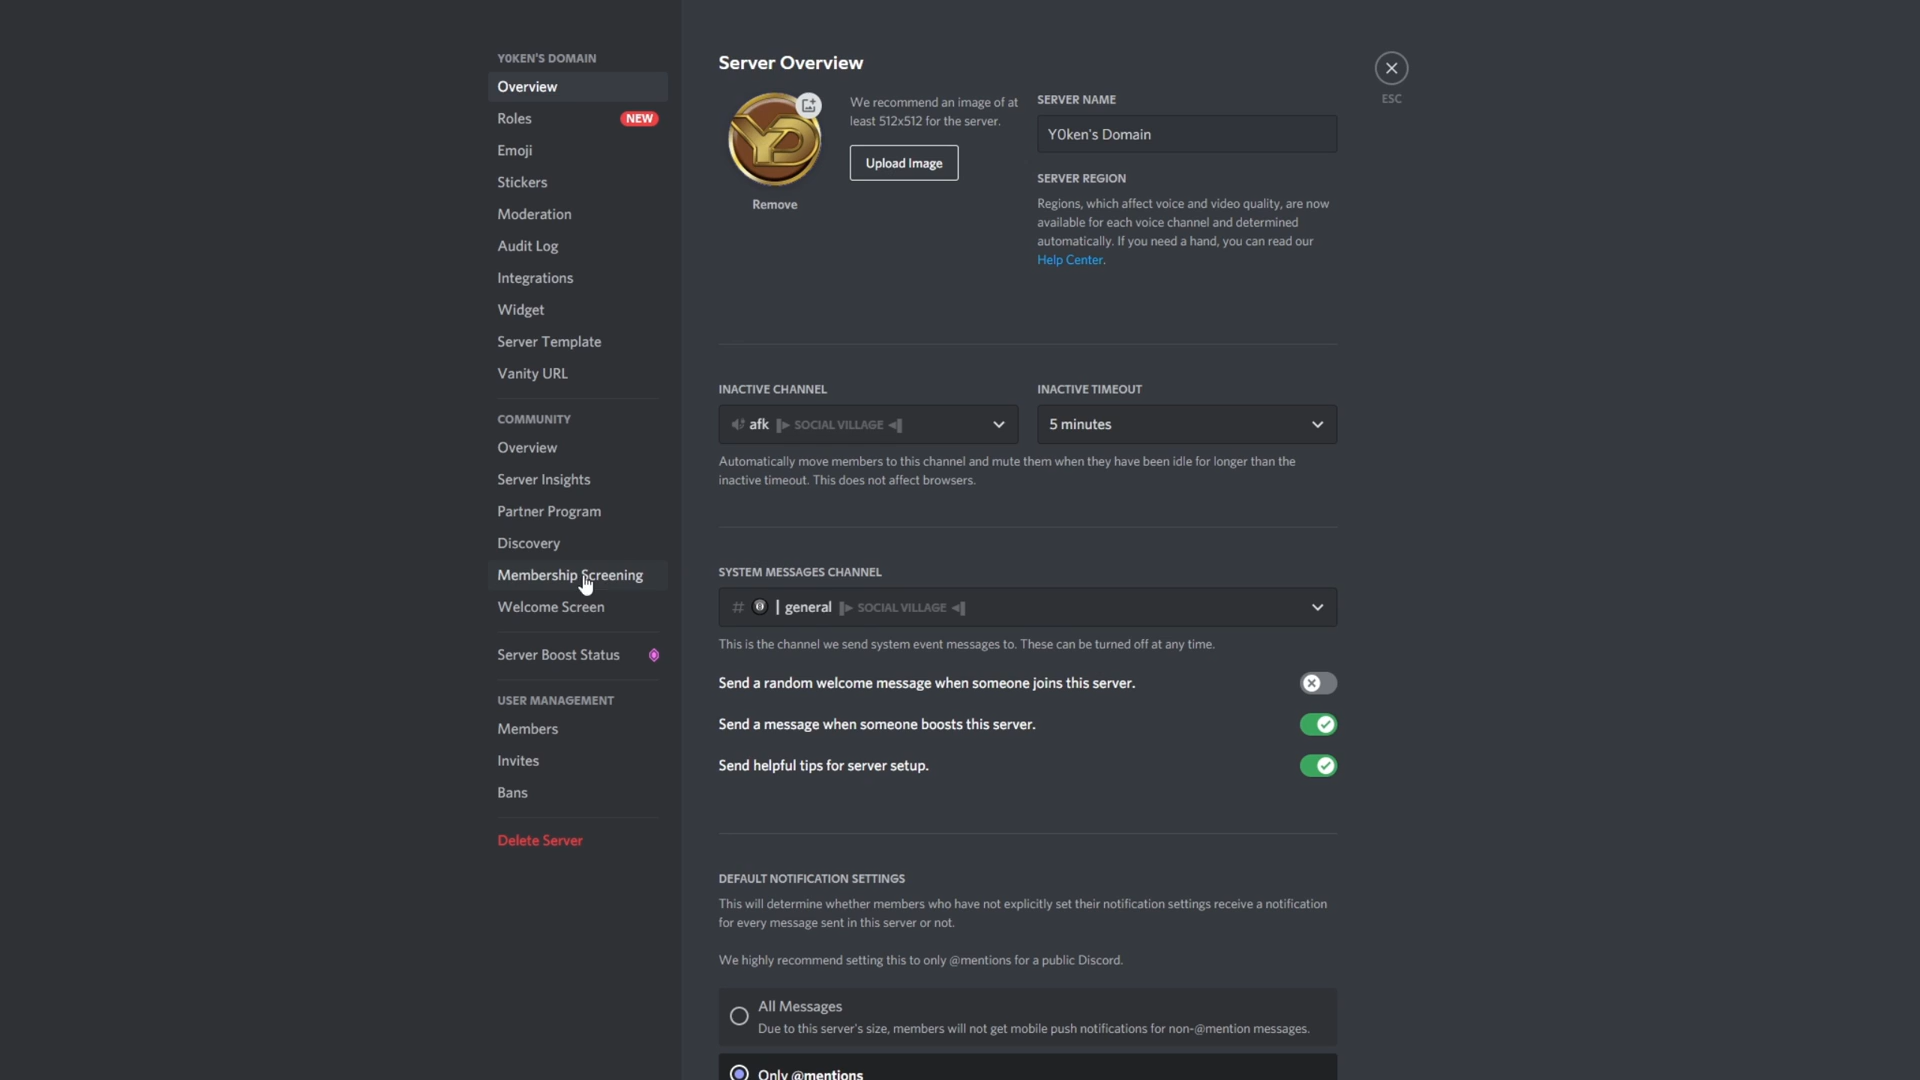 Y0KEN'S DOMAIN
Overview
Roles
NEW
Emoji
Stickers
Moderation
Audit Log
Integrations
Widget
Server Template
Vanity URL
COMMUNITY
Overview
Server Insights
Partner Program
Discovery
Membership Screening
Welcome Screen
Server Boost Status
USER MANAGEMENT
Members
Invites
Bans
Delete Server
Server Overview
YD
Remove
We recommend an image of at
least 512x512 for the server.
Upload Image
SERVER NAME
Y0ken's Domain
SERVER REGION
Regions, which affect voice and video quality, are now
available for each voice channel and determined
automatically. If you need a hand, you can read our
Help Center.
ESC
INACTIVE CHANNEL
afk SOCIAL VILLAGE
INACTIVE TIMEOUT
5 minutes
Automatically move members to this channel and mute them when they have been idle for longer than the
inactive timeout. This does not affect browsers.
SYSTEM MESSAGES CHANNEL
# | general SOCIAL VILLAGE
This is the channel we send system event messages to. These can be turned off at any time.
Send a random welcome message when someone joins this server.
Send a message when someone boosts this server.
Send helpful tips for server setup.
DEFAULT NOTIFICATION SETTINGS
This will determine whether members who have not explicitly set their notification settings receive a notification
for every message sent in this server or not.
We highly recommend setting this to only @mentions for a public Discord.
All Messages
Due to this server's size, members will not get mobile push notifications for non-@mention messages.
Only @mentions